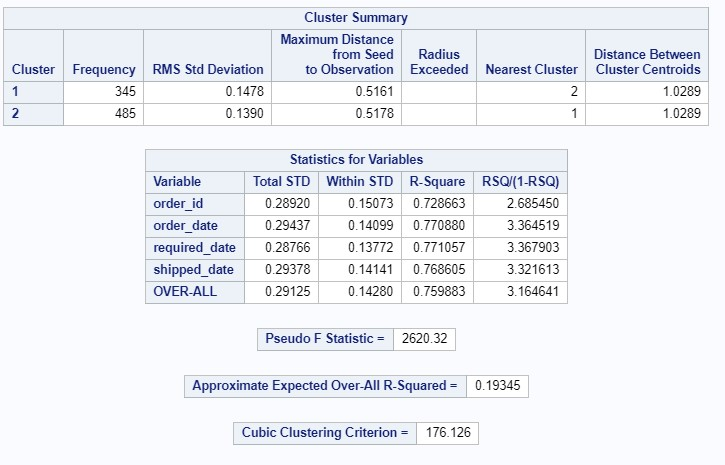 Cluster Summary
Cluster Frequency RMS Std Deviation Maximum Distance from Seed to Observation Radius Exceeded Nearest Cluster Distance Between Cluster Centroids
1 345 0.1478 0.5161 2 1.0289
2 485 0.1390 0.5178 1 1.0289
Statistics for Variables
Variable Total STD Within STD R-Square RSQ/(1-RSQ)
order_id 0.28920 0.15073 0.728663 2.685450
order_date 0.29437 0.14099 0.770880 3.364519
required_date 0.28766 0.13772 0.771057 3.367903
shipped_date 0.29378 0.14141 0.768605 3.321613
OVER-ALL 0.29125 0.14280 0.759883 3.164641
Pseudo F Statistic = 2620.32
Approximate Expected Over-All R-Squared = 0.19345
Cubic Clustering Criterion = 176.126